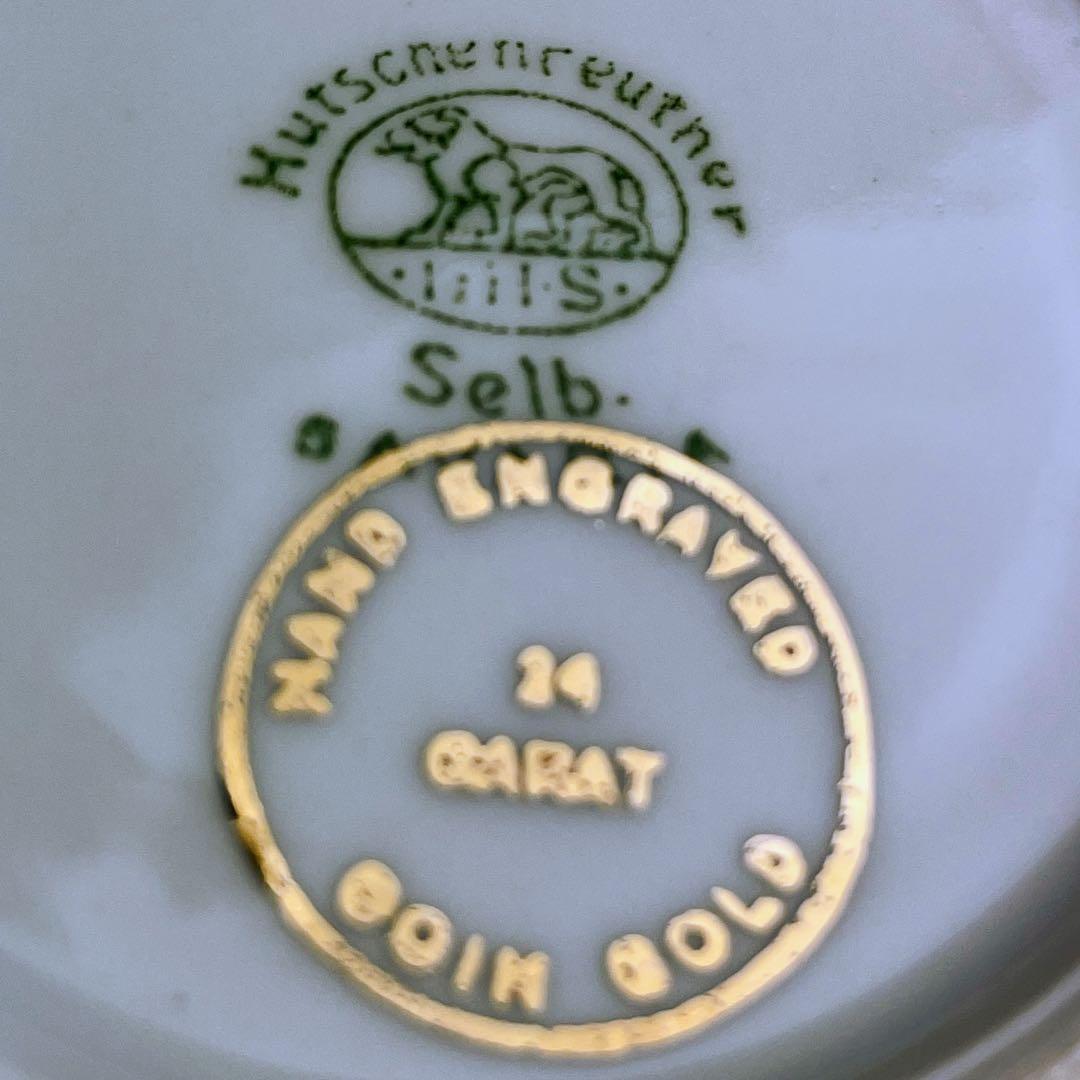 Hutschenreuther
Selb.
HAND ENGRAVED
24
CARAT
COIN GOLD